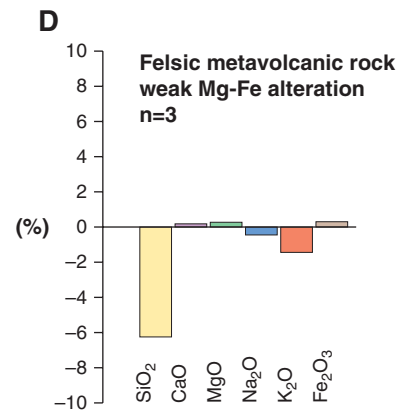 D
Felsic metavolcanic rock
weak Mg-Fe alteration
n=3
10
8
6
4
2
(%) 0
−2
−4
−6
−8
−10
SiO₂
CaO
MgO
Na₂O
K₂O
Fe₂O₃